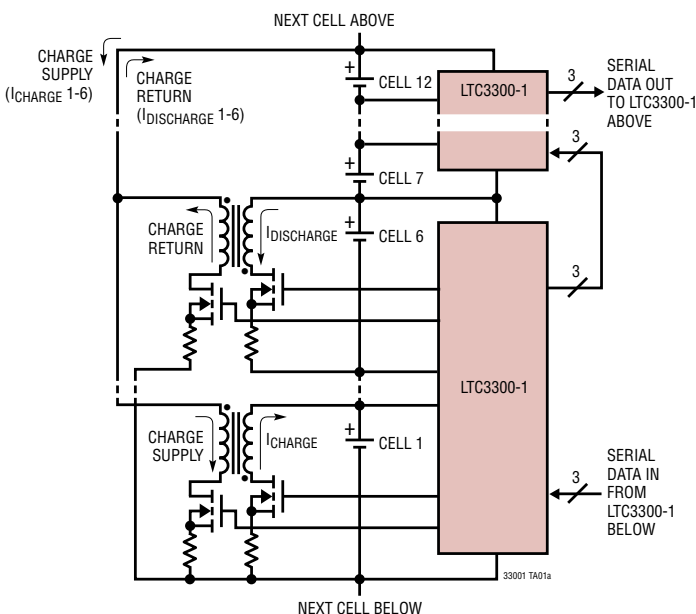 NEXT CELL ABOVE
CHARGE
SUPPLY
(ICHARGE 1-6)
CHARGE
RETURN
(IDISCHARGE 1-6)
+
CELL 12
LTC3300-1
3
SERIAL
DATA OUT
TO LTC3300-1
ABOVE
3
+
CELL 7
CHARGE
RETURN
IDISCHARGE
+
CELL 6
3
LTC3300-1
CHARGE
SUPPLY
ICHARGE
+
CELL 1
3
SERIAL
DATA IN
FROM
LTC3300-1
BELOW
33001 TA01a
NEXT CELL BELOW